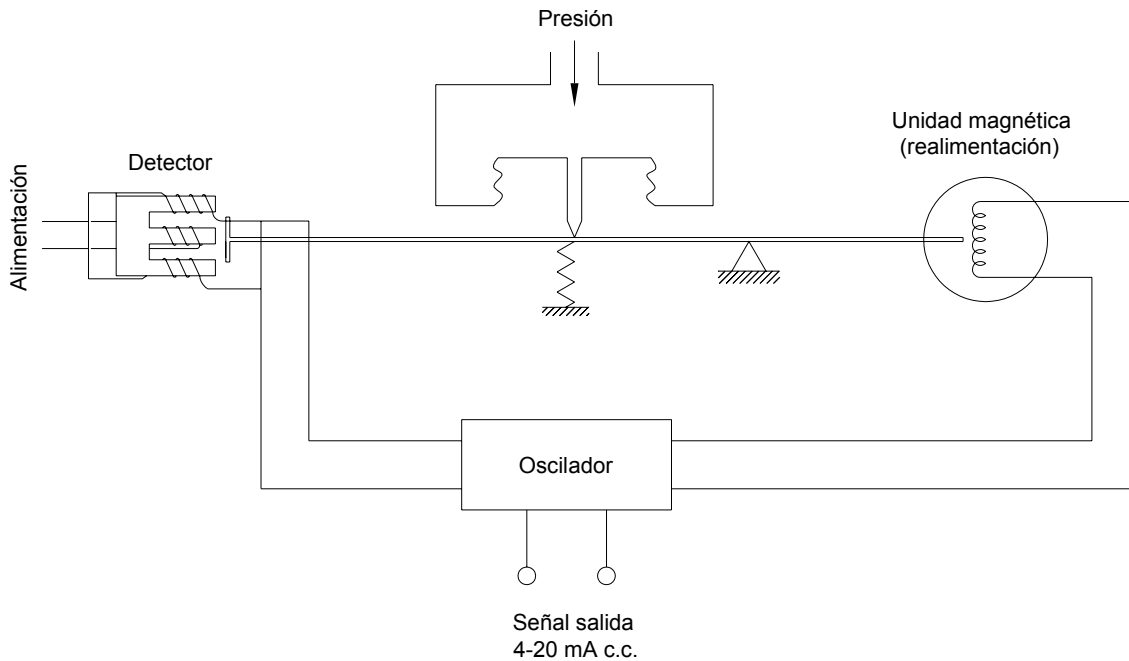 Presión
Unidad magnética
(realimentación)
Detector
Alimentación
Oscilador
Señal salida
4-20 mA c.c.